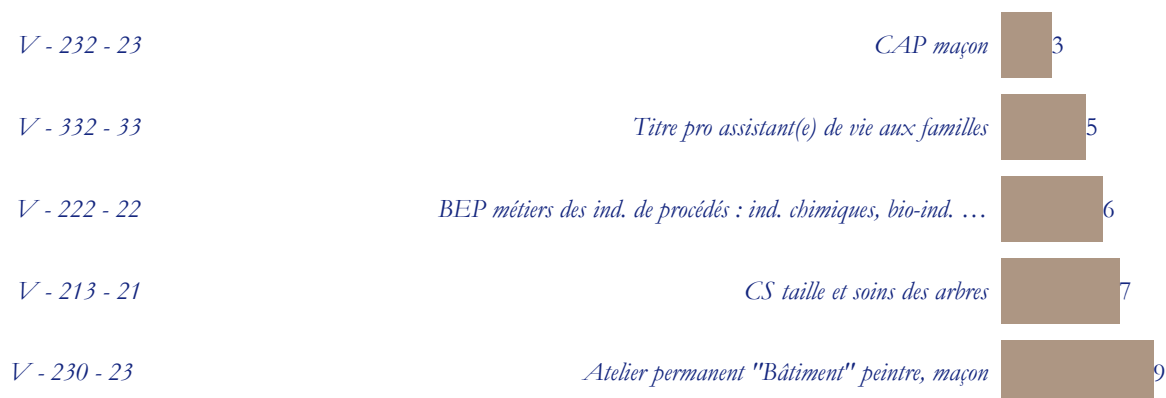 V - 232 - 23 CAP maçon 3
V - 332 - 33 Titre pro assistant(e) de vie aux familles 5
V - 222 - 22 BEP métiers des ind. de procédés : ind. chimiques, bio-ind. … 6
V - 213 - 21 CS taille et soins des arbres 7
V - 230 - 23 Atelier permanent "Bâtiment" peintre, maçon 9